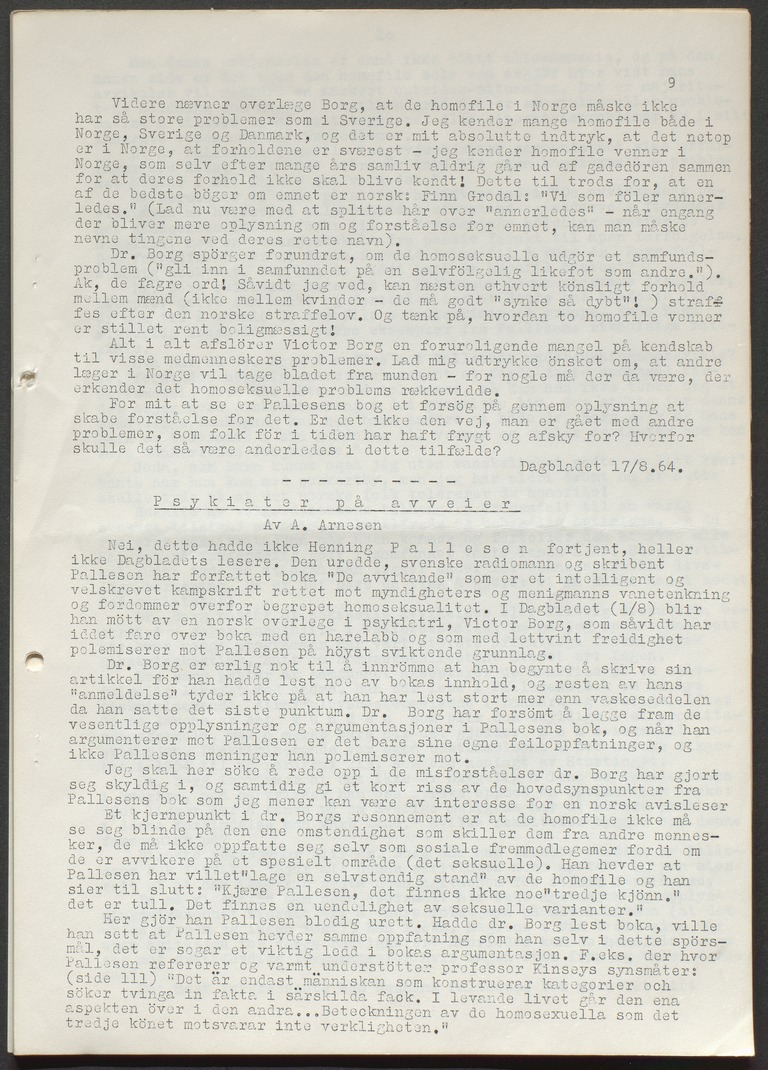 9
Videre nævner overlæge Borg, at de homofile i Norge måske ikke
har så store problemer som i Sverige. Jeg kender mange homofile både i
Norge, Sverige og Danmark, og det er mit absolutte indtryk, at det netop
er i Norge, at forholdene er sværest - jeg kender homofile venner i
Norge, som selv efter mange års samliv aldrig går ud af gadedören sammen
for at deres forhold ikke skal blive kendt! Dette til trods for, at en
af de bedste böger om emnet er norsk: Finn Grodal: "Vi som föler anner-
ledes." (Lad nu være med at splitte hår over "annerledes" - når engang
der bliver mere oplysning om og forståelse for emnet, kan man måske
nevne tingene ved deres rette navn).
Dr. Borg spörger forundret, om de homoseksuelle udgör et samfunds-
problem ("gli inn i samfunndet på en selvfölgelig likefot som andre.").
Ak, de fagre ord! Såvidt jeg ved, kan næsten ethvert könsligt forhold
mellem mænd (ikke mellem kvinder - de må godt "synke så dybt"! ) straff
fes efter den norske straffelov. Og tænk på, hvordan to homofile venner
er stillet rent boligmæssigt!
Alt i alt afslörer Victor Borg en foruroligende mangel på kendskab
til visse medmenneskers problemer. Lad mig udtrykke önsket om, at andre
læger i Norge vil tage bladet fra munden - for nogle må der da være, der
erkender det homoseksuelle problems rækkevidde.
For mit at se er Pallesens bog et forsög på gennem oplysning at
skabe forståelse for det. Er det ikke den vej, man er gået med andre
problemer, som folk för i tiden har haft frygt og afsky for? Hvorfor
skulle det så være anderledes i dette tilfælde?
Dagbladet 17/8.64.
- - - - - - - - - - -
Psykiater på avveier
Av A. Arnesen
Nei, dette hadde ikke Henning Pallesen fortjent, heller
ikke Dagbladets lesere. Den uredde, svenske radiomann og skribent
Pallesen har forfattet boka "De avvikande" som er et intelligent og
velskrevet kampskrift rettet mot myndigheters og menigmanns vanetenkning
og fordommer overfor begrepet homoseksualitet. I Dagbladet (1/8) blir
han mött av en norsk overlege i psykiatri, Victor Borg, som såvidt har
iddet fare over boka med en harelabb og som med lettvint freidighet
polemiserer mot Pallesen på höyst sviktende grunnlag.
Dr. Borg er ærlig nok til å innrömme at han begynte å skrive sin
artikkel för han hadde lest noe av bokas innhold, og resten av hans
"anmeldelse" tyder ikke på at han har lest stort mer enn vaskeseddelen
da han satte det siste punktum. Dr. Borg har forsömt å legge fram de
vesentlige opplysninger og argumentasjoner i Pallesens bok, og når han
argumenterer mot Pallesen er det bare sine egne feiloppfatninger, og
ikke Pallesens meninger han polemiserer mot.
Jeg skal her söke å rede opp i de misforståelser dr. Borg har gjort
seg skyldig i, og samtidig gi et kort riss av de hovedsynspunkter fra
Pallesens bok som jeg mener kan være av interesse for en norsk avisleser
Et kjernepunkt i dr. Borgs resonnement er at de homofile ikke må
se seg blinde på den ene omstendighet som skiller dem fra andre mennes-
ker, de må ikke oppfatte seg selv som sosiale fremmedlegemer fordi om
de er avvikere på et spesielt område (det seksuelle). Han hevder at
Pallesen har villet"lage en selvstendig stand" av de homofile og han
sier til slutt: "Kjære Pallesen, det finnes ikke noe"tredje kjönn."
det er tull. Det finnes en uendelighet av seksuelle varianter."
Her gjör han Pallesen blodig urett. Hadde dr. Borg lest boka, ville
han sett at Pallesen hevder samme oppfatning som han selv i dette spörs-
mål, det er sogar et viktig ledd i bokas argumentasjon. F.eks. der hvor
Pallesen refererer og varmt understötter professor Kinseys synsmåter:
(side 111) "Det är endast människan som konstruerar kategorier och
söker tvinga in fakta i särskilda fack. I levande livet går den ena
aspekten över i den andra...Beteckningen av de homosexuella som det
tredje könet motsvarar inte verkligheten."